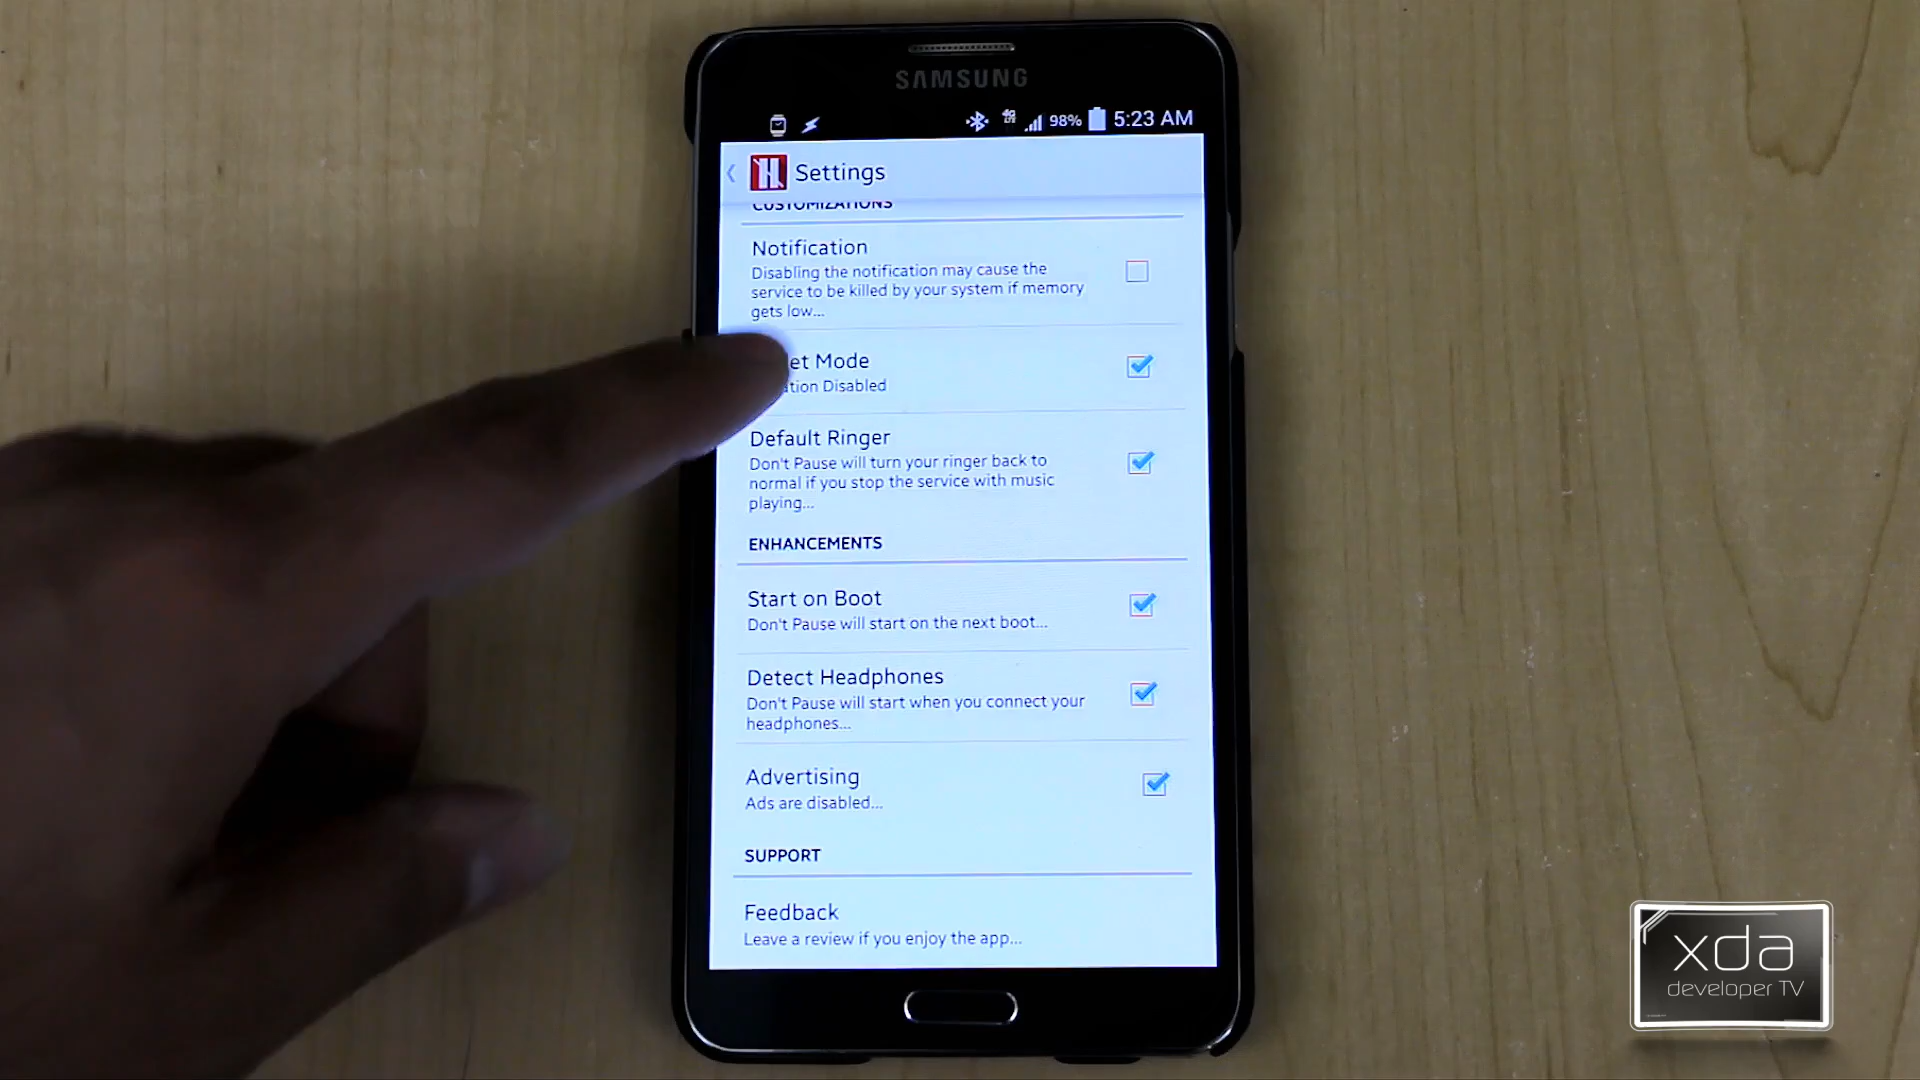 SAMSUNG
4G LTE 98% 5:23 AM
Settings
CUSTOMIZATIONS
Notification
Disabling the notification may cause the
service to be killed by your system if memory
gets low...
Mode
Disabled
Default Ringer
Don't Pause will turn your ringer back to
normal if you stop the service with music
playing...
ENHANCEMENTS
Start on Boot
Don't Pause will start on the next boot...
Detect Headphones
Don't Pause will start when you connect your
headphones...
Advertising
Ads are disabled...
SUPPORT
Feedback
Leave a review if you enjoy the app...
xda
developer TV